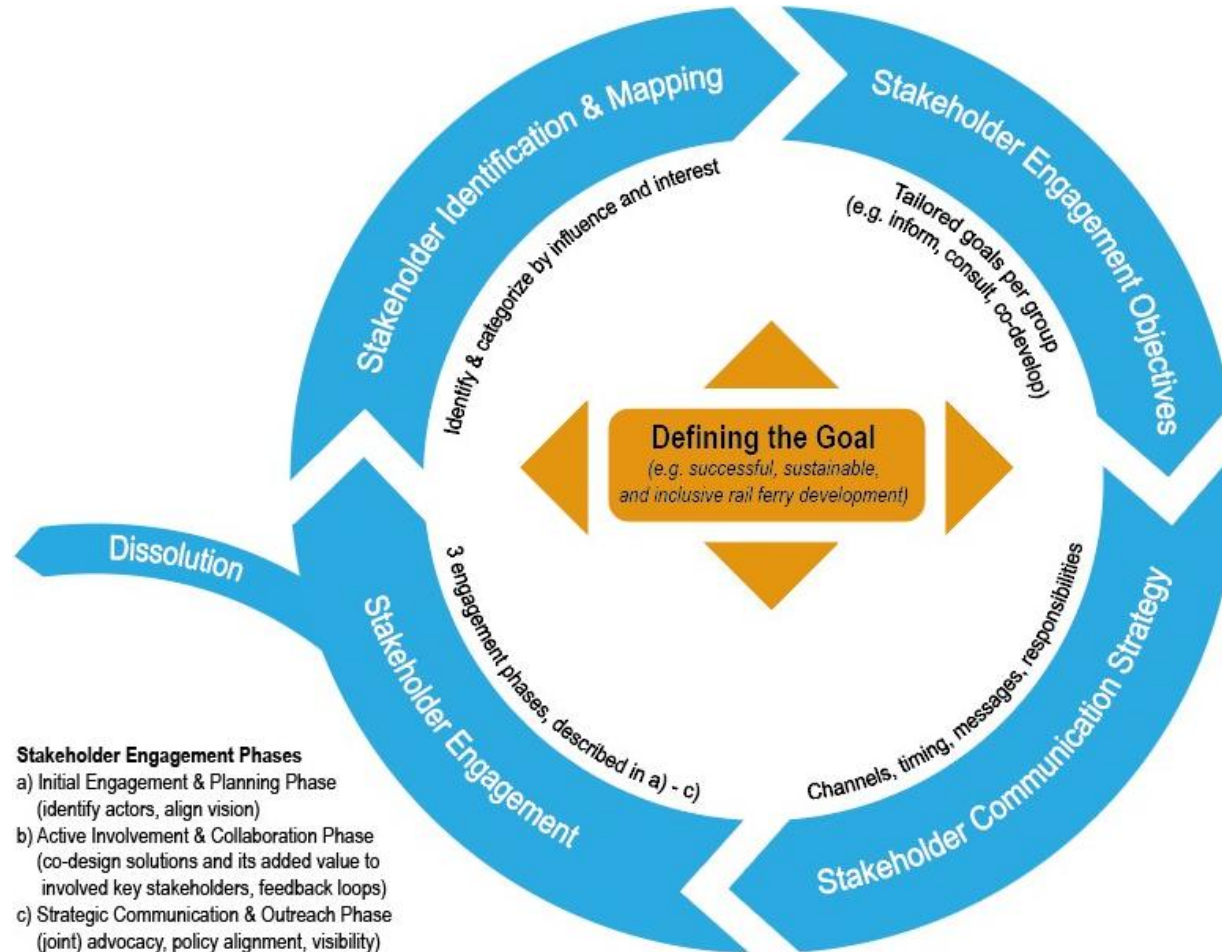 Stakeholder Identification & Mapping
Identify & categorize by influence and interest
Stakeholder Engagement Objectives
Tailored goals per group
(e.g. inform, consult, co-develop)
Defining the Goal
(e.g. successful, sustainable,
and inclusive rail ferry development)
Stakeholder Communication Strategy
Channels, timing, messages, responsibilities
Stakeholder Engagement
3 engagement phases, described in a) - c)
Dissolution
Stakeholder Engagement Phases
a) Initial Engagement & Planning Phase
(identify actors, align vision)
b) Active Involvement & Collaboration Phase
(co-design solutions and its added value to
involved key stakeholders, feedback loops)
c) Strategic Communication & Outreach Phase
(joint) advocacy, policy alignment, visibility)